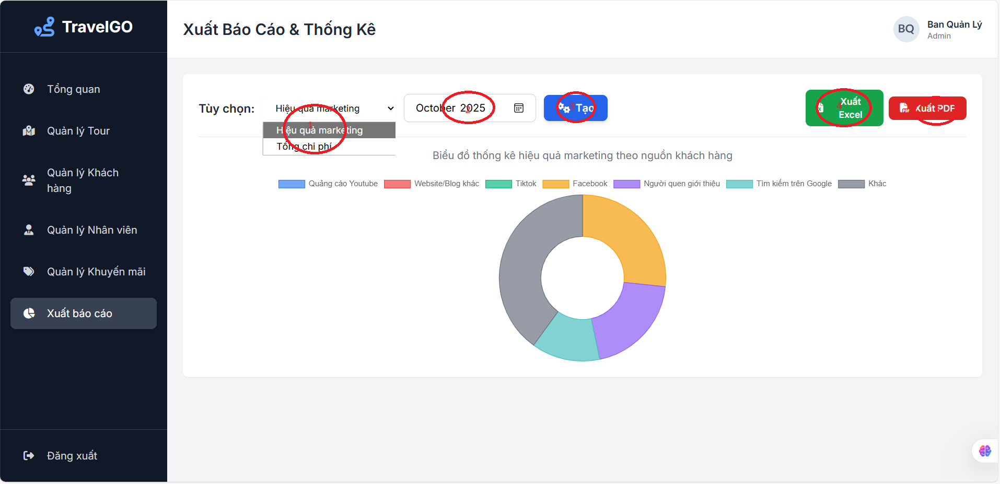 TravelGO
Xuất Báo Cáo & Thống Kê
BQ
Ban Quản Lý
Admin
Tổng quan
Quản lý Tour
Quản lý Khách
hàng
Quản lý Nhân viên
Quản lý Khuyến mãi
Xuất báo cáo
Đăng xuất
Tùy chọn:
Hiệu quả marketing
1
Hiệu quả marketing
Tổng chi phí
October 2025
2
3
Tạo
4
Xuất
Excel
PDF
Xuất PDF
Biểu đồ thống kê hiệu quả marketing theo nguồn khách hàng
Quảng cáo Youtube
Website/Blog khác
Tiktok
Facebook
Người quen giới thiệu
Tìm kiếm trên Google
Khác